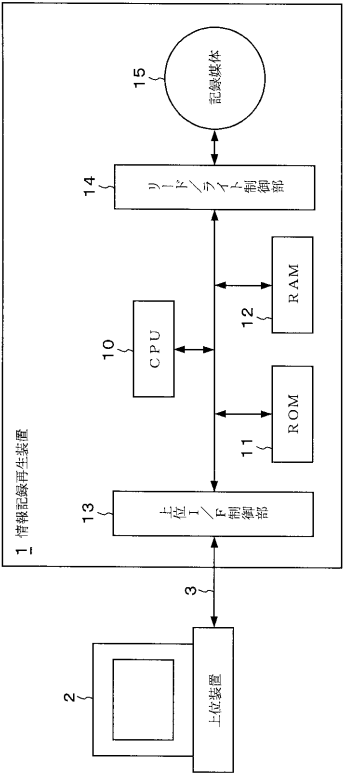 1 情報記録再生装置
2
上位装置
3
13
上位I/F制御部
10
CPU
11
ROM
12
RAM
14
リード/ライト制御部
15
記録媒体